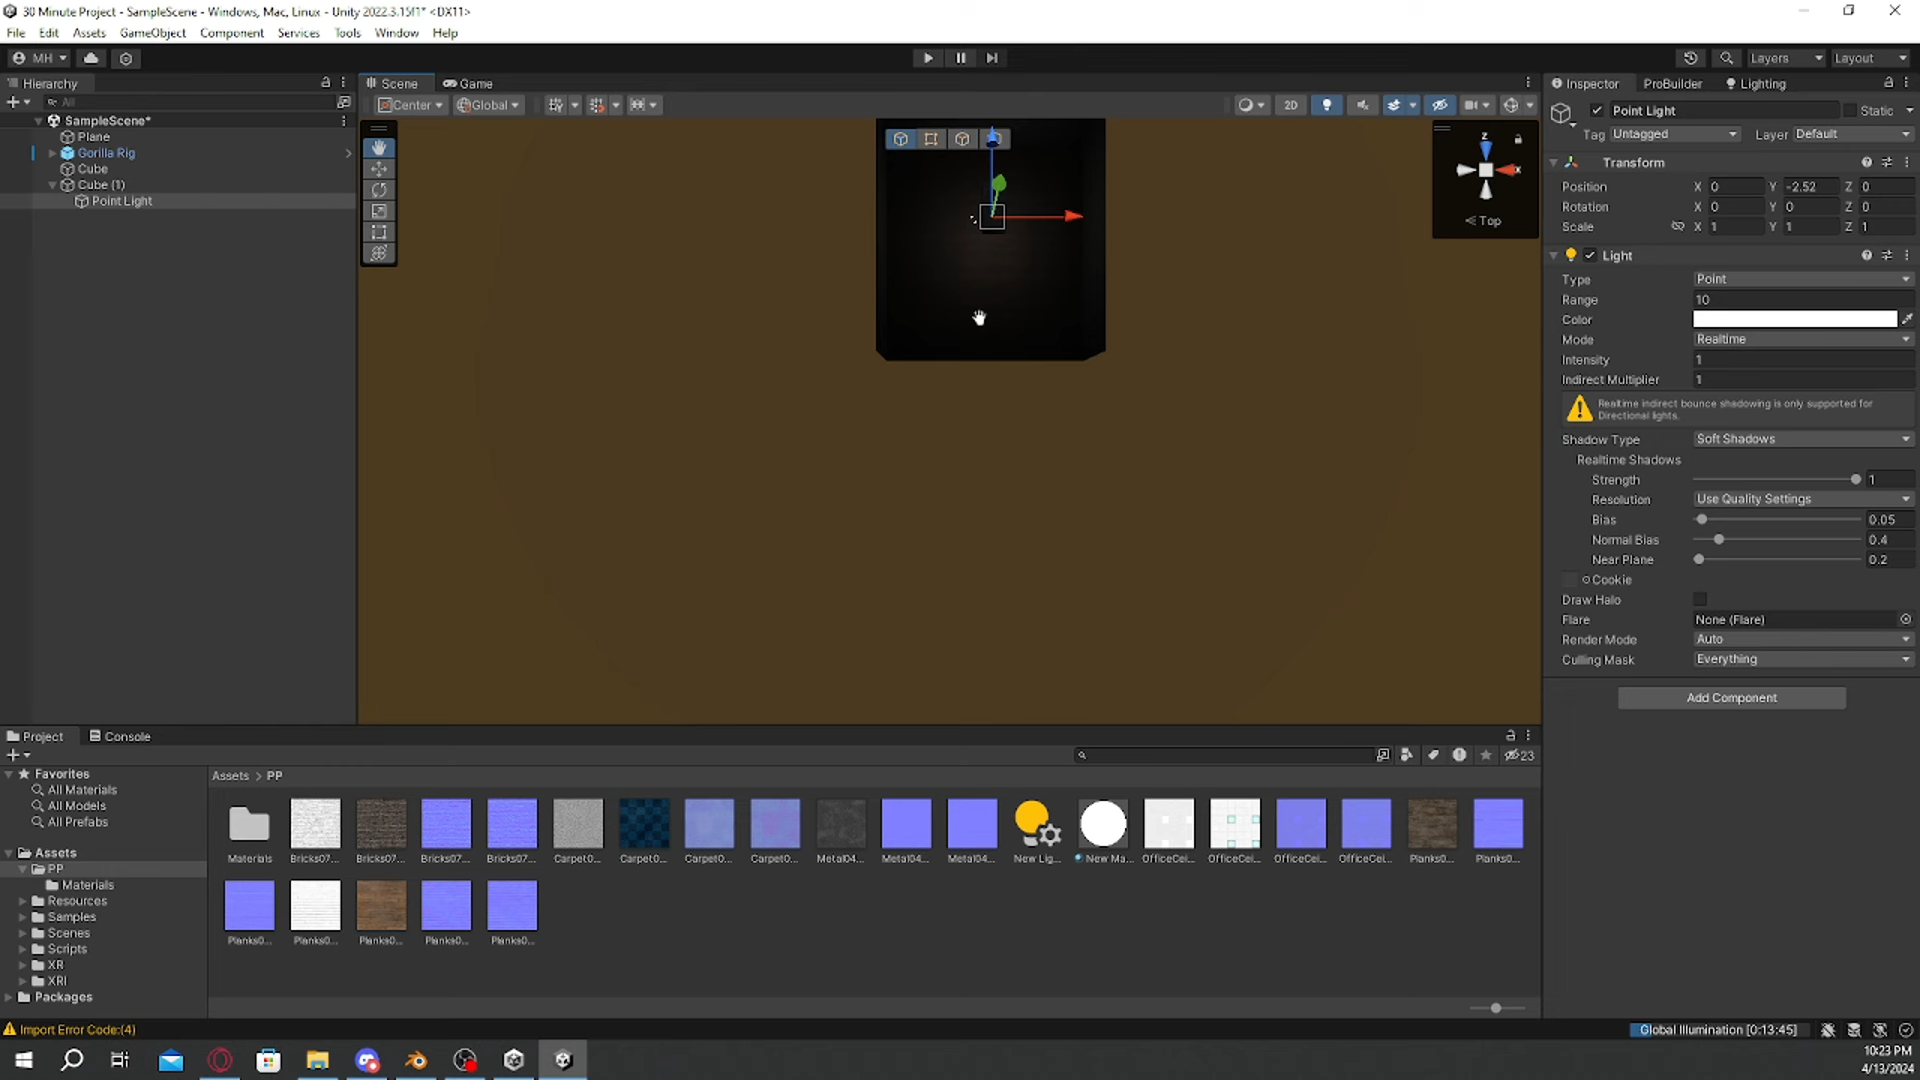 30 Minute Project - SampleScene - Windows, Mac, Linux - Unity 2022.3.15f1* <DX11>
File Edit Assets GameObject Component Services Tools Window Help
MH Layers Layout
Hierarchy Scene Game Inspector ProBuilder Lighting
All Center Global 2D Point Light Static
SampleScene* Tag Untagged Layer Default
Plane
Gorilla Rig
Cube
Cube (1)
Point Light
z
x
Top
Transform
Position X 0 Y -2.52 Z 0
Rotation X 0 Y 0 Z 0
Scale X 1 Y 1 Z 1
Light
Type Point
Range 10
Color
Mode Realtime
Intensity 1
Indirect Multiplier 1
Realtime indirect bounce shadowing is only supported for
Directional lights.
Shadow Type Soft Shadows
Realtime Shadows
Strength 1
Resolution Use Quality Settings
Bias 0.05
Normal Bias 0.4
Near Plane 0.2
Cookie
Draw Halo
Flare None (Flare)
Render Mode Auto
Culling Mask Everything
Add Component
Project Console
23
Favorites
All Materials
All Models
All Prefabs
Assets
PP
Materials
Resources
Samples
Scenes
Scripts
XR
XRI
Packages
Assets > PP
Materials Bricks07... Bricks07... Bricks07... Bricks07... Carpet0... Carpet0... Carpet0... Carpet0... Metal04... Metal04... Metal04... New Lig... New Ma... OfficeCei... OfficeCei... OfficeCei... OfficeCei... Planks0... Planks0...
Planks0... Planks0... Planks0... Planks0... Planks0...
Import Error Code:(4) Global Illumination [0:13:45]
10:23 PM
4/13/2024